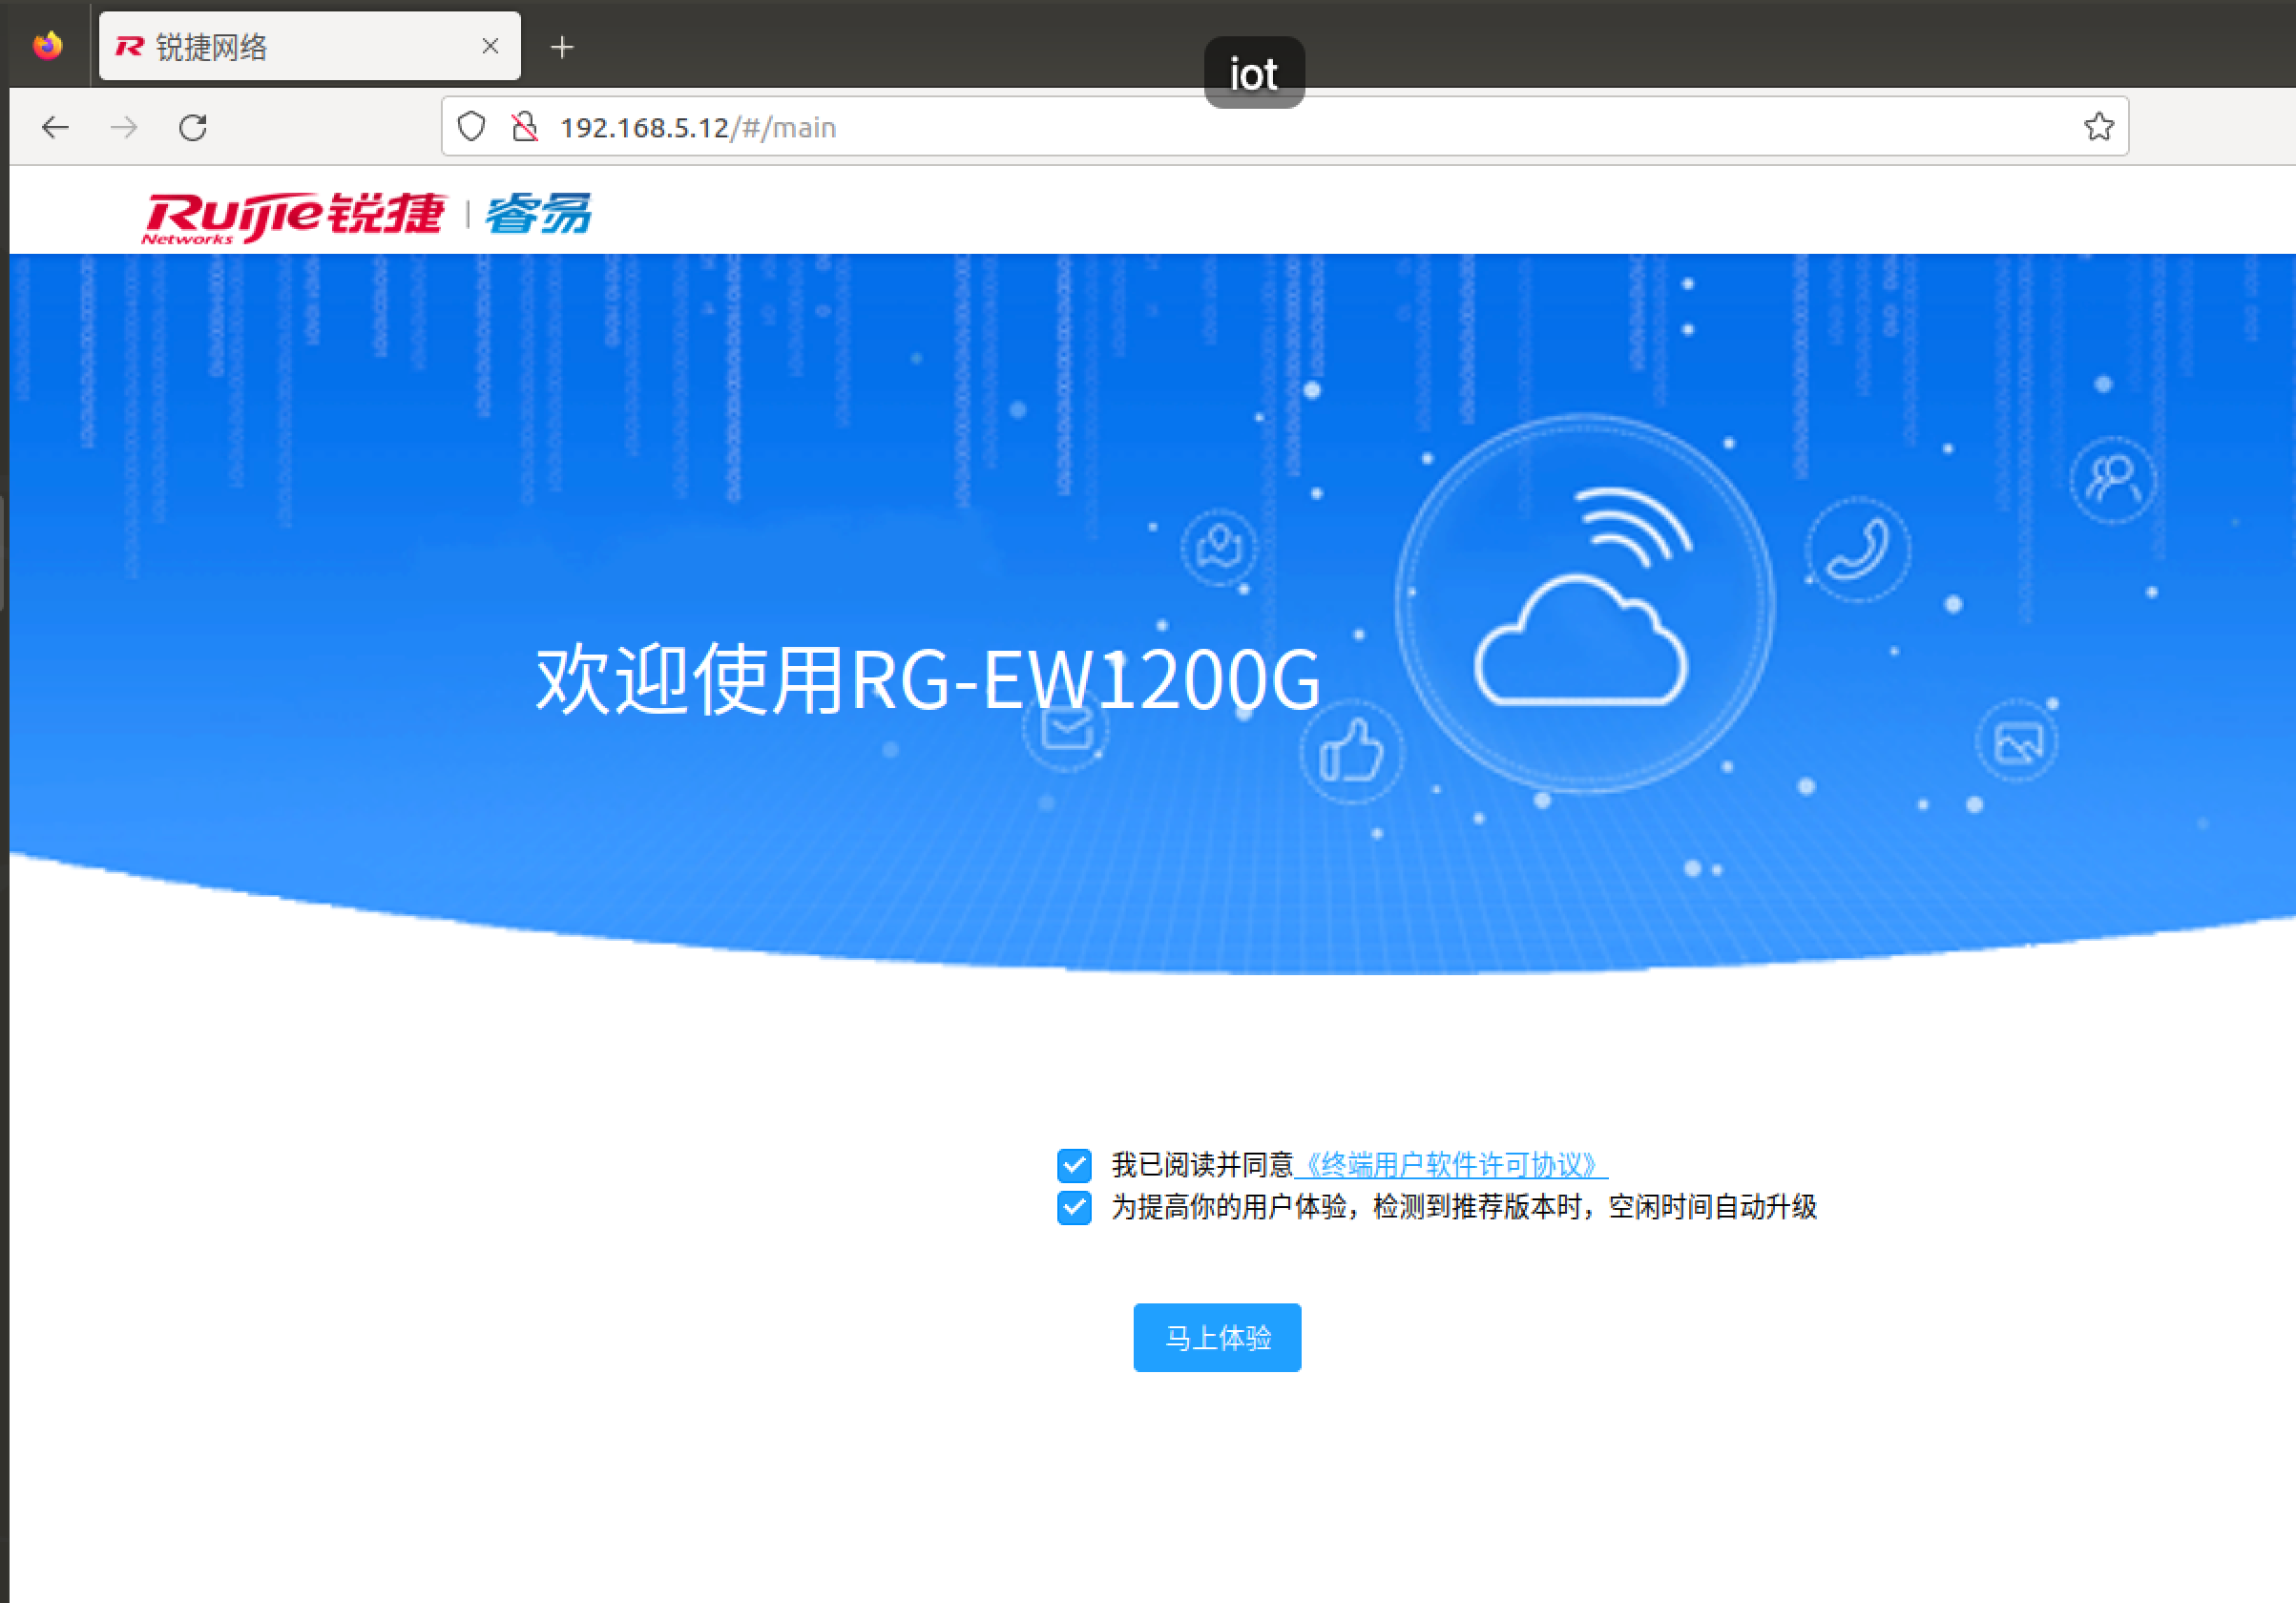 锐捷网络
iot
192.168.5.12/#/main
Ruijie锐捷 | 睿易
Networks
欢迎使用RG-EW1200G
我已阅读并同意《终端用户软件许可协议》
为提高你的用户体验，检测到推荐版本时，空闲时间自动升级
马上体验